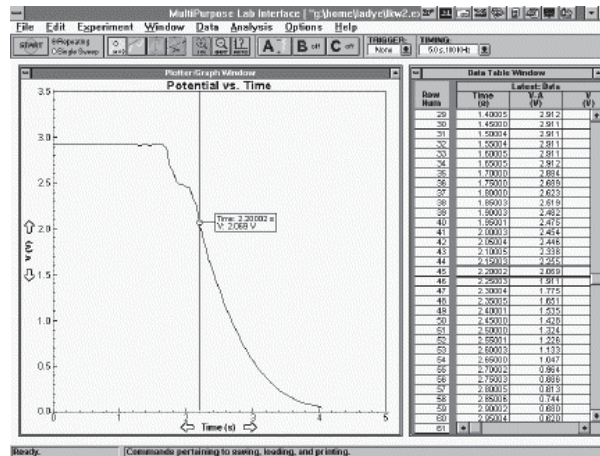 MultiPurpose Lab Interface
File Edit Experiment Window Data Analysis Options Help
START Repeating
Single Sweep
A B off C off
TRIGGER:
None
TIMING:
Plotter/Graph Window
Potential vs. Time
3.5
3.0
2.5
2.0
1.5
1.0
0.5
0.0
0 1 2 3 4 5
Time: 2.20002 s
V: 2.069 V
Time (s)
Data Table Window
Latest: Data
Row Time V-A V
Num (s) (V) (V)
29 1.40005 2.912
30 1.45000 2.911
31 1.50004 2.911
32 1.55004 2.911
33 1.60005 2.911
34 1.65005 2.912
35 1.70000 2.884
36 1.75000 2.689
37 1.80000 2.623
38 1.85003 2.519
39 1.90003 2.482
40 1.95001 2.475
41 2.00003 2.454
42 2.05004 2.446
43 2.10005 2.338
44 2.15003 2.255
45 2.20002 2.069
46 2.25003 1.911
47 2.30004 1.775
48 2.35005 1.651
49 2.40001 1.535
50 2.45000 1.428
51 2.50000 1.324
52 2.55001 1.226
53 2.60003 1.133
54 2.65000 1.047
55 2.70002 0.964
56 2.75003 0.886
57 2.80005 0.813
58 2.85006 0.744
59 2.90002 0.680
60 2.95004 0.620
61
Ready.
Commands pertaining to saving, loading, and printing.